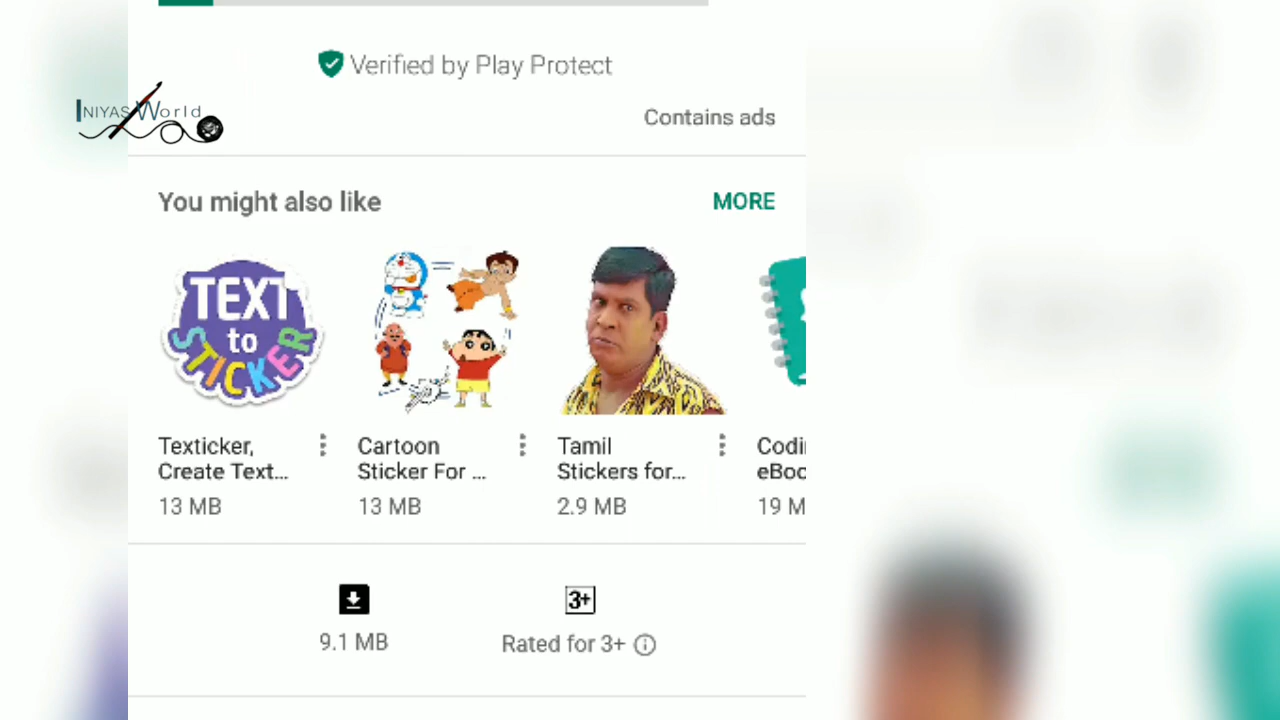 Verified by Play Protect
INIYAS World
Contains ads
You might also like
MORE
TEXT
to
STICKER
Texticker,
Create Text...
13 MB
Cartoon
Sticker For ...
13 MB
Tamil
Stickers for...
2.9 MB
19 M
9.1 MB
3+
Rated for 3+